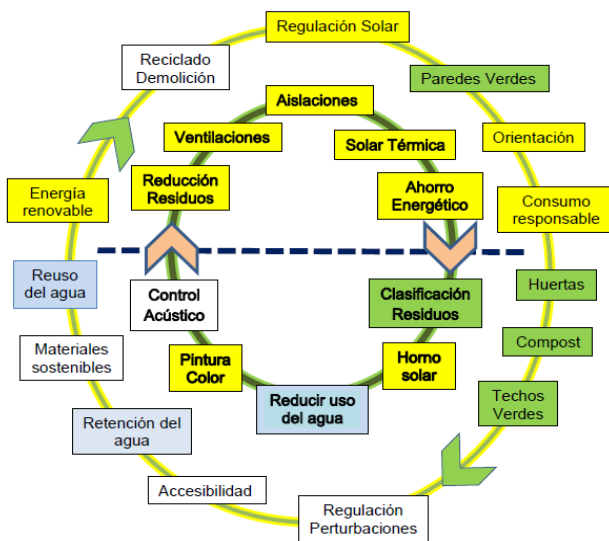 Regulación Solar
Reciclado
Demolición
Paredes Verdes
Aislaciones
Ventilaciones
Solar Térmica
Orientación
Reducción
Residuos
Ahorro
Energético
Energía
renovable
Consumo
responsable
Reuso
del agua
Control
Acústico
Clasificación
Residuos
Huertas
Materiales
sostenibles
Pintura
Color
Horno
solar
Compost
Reducir uso
del agua
Techos
Verdes
Retención del
agua
Accesibilidad
Regulación
Perturbaciones